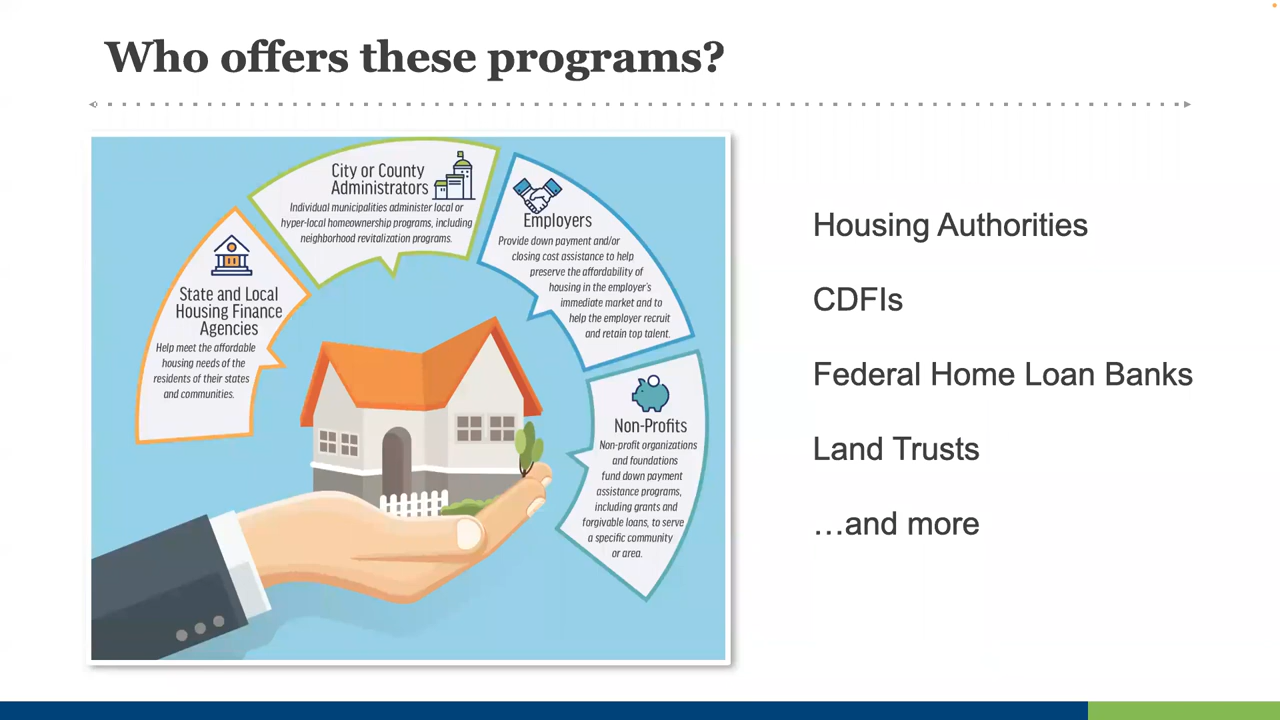 Who offers these programs?
State and Local
Housing Finance
Agencies
Help meet the affordable
housing needs of the
residents of their states
and communities.
City or County
Administrators
Individual municipalities administer local or
hyper-local homeownership programs, including
neighborhood revitalization programs.
Employers
Provide down payment and/or
closing cost assistance to help
preserve the affordability of
housing in the employer's
immediate market and to
help the employer recruit
and retain top talent.
Non-Profits
Non-profit organizations
and foundations
fund down payment
assistance programs,
including grants and
forgivable loans, to serve
a specific community
or area.
Housing Authorities
CDFIs
Federal Home Loan Banks
Land Trusts
…and more